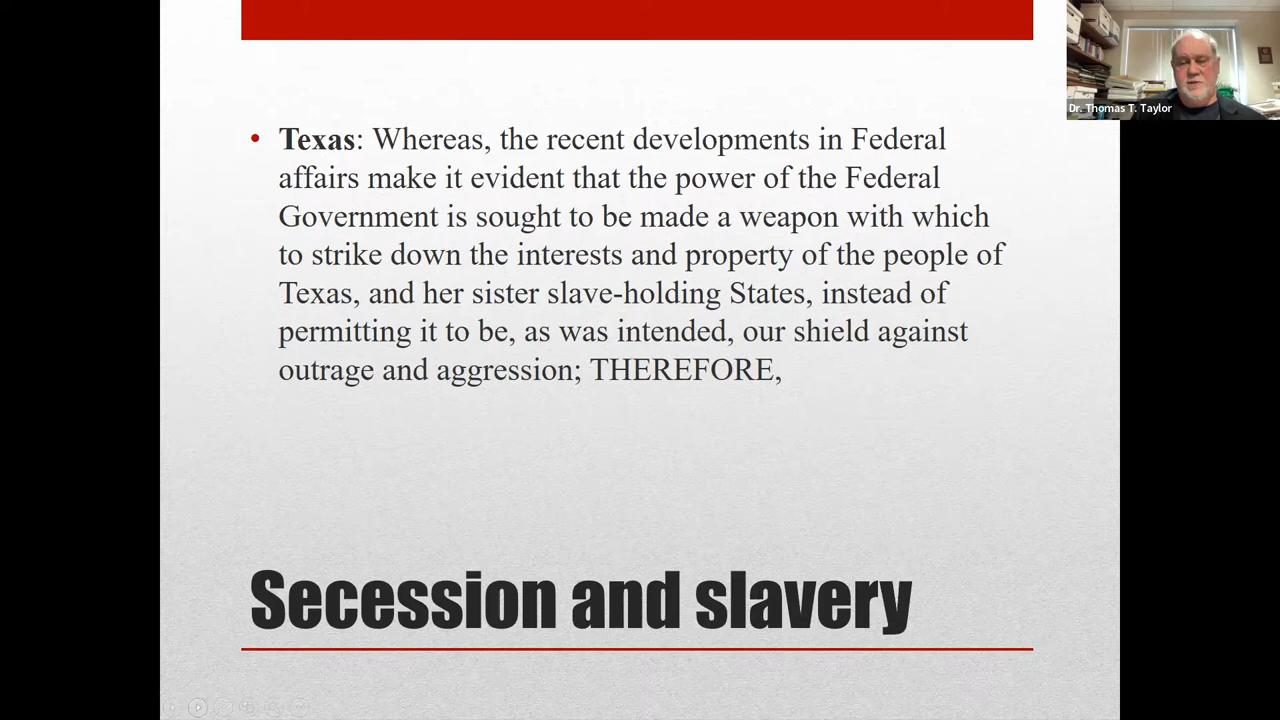 Dr. Thomas T. Taylor
• Texas: Whereas, the recent developments in Federal
affairs make it evident that the power of the Federal
Government is sought to be made a weapon with which
to strike down the interests and property of the people of
Texas, and her sister slave-holding States, instead of
permitting it to be, as was intended, our shield against
outrage and aggression; THEREFORE,
Secession and slavery